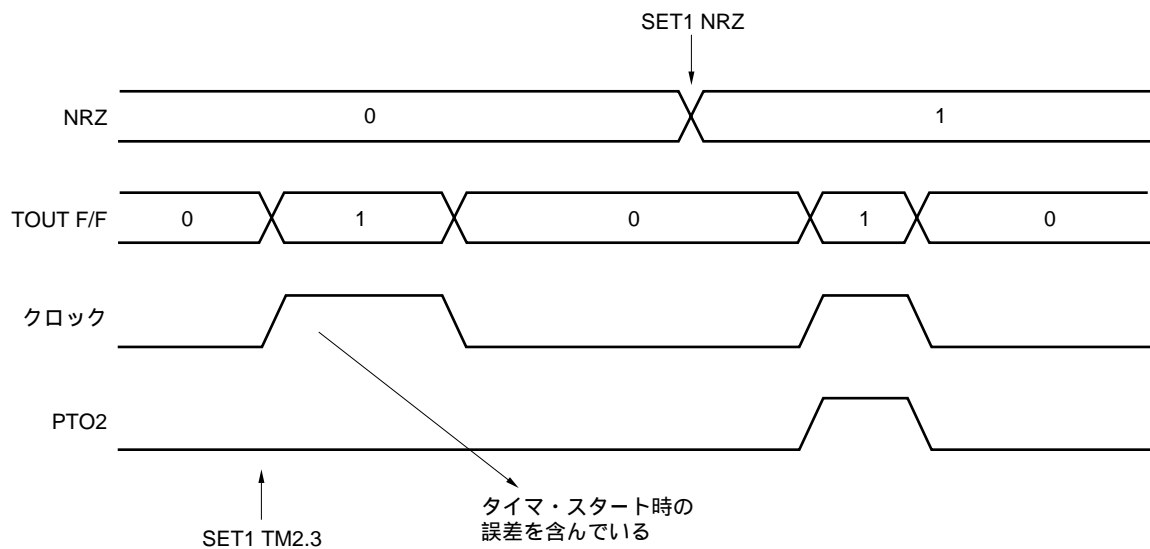 SET1 NRZ
NRZ
0
1
TOUT F/F
0
1
0
1
0
クロック
PTO2
タイマ・スタート時の
誤差を含んでいる
SET1 TM2.3